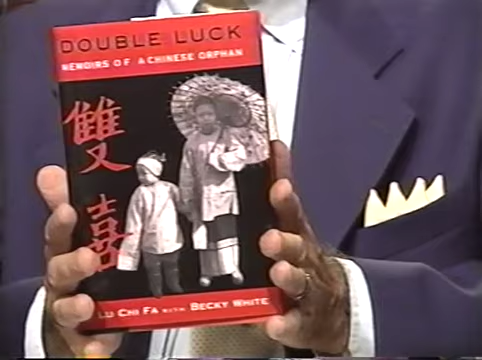 DOUBLE LUCK
MEMOIRS OF A CHINESE ORPHAN
雙
喜
LU CHI FA WITH BECKY WHITE